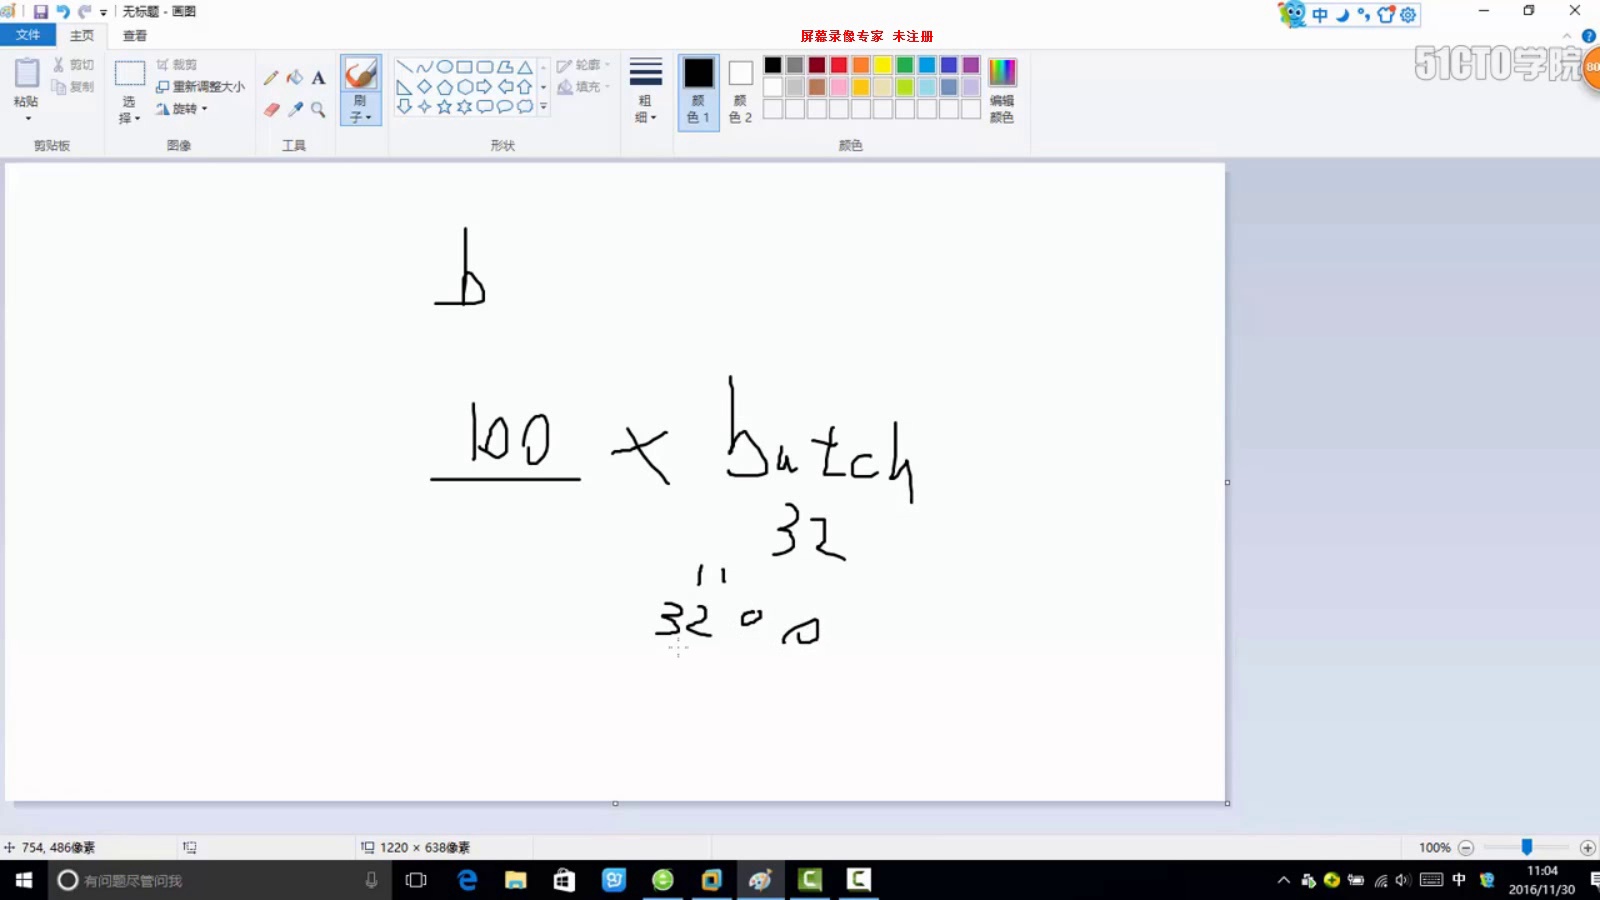 无标题 - 画图
中
文件 主页 查看
屏幕录像专家 未注册
51CTO学院
80
粘贴 剪切 复制
选择 裁剪 重新调整大小 旋转
A
刷子
轮廓 填充
粗细
颜色 1
颜色 2
编辑颜色
剪贴板 图像 工具 形状 颜色
b
100 × butch
32
3200
754, 486像素
1220 × 638像素
100%
有问题尽管问我
中
11:04
2016/11/30